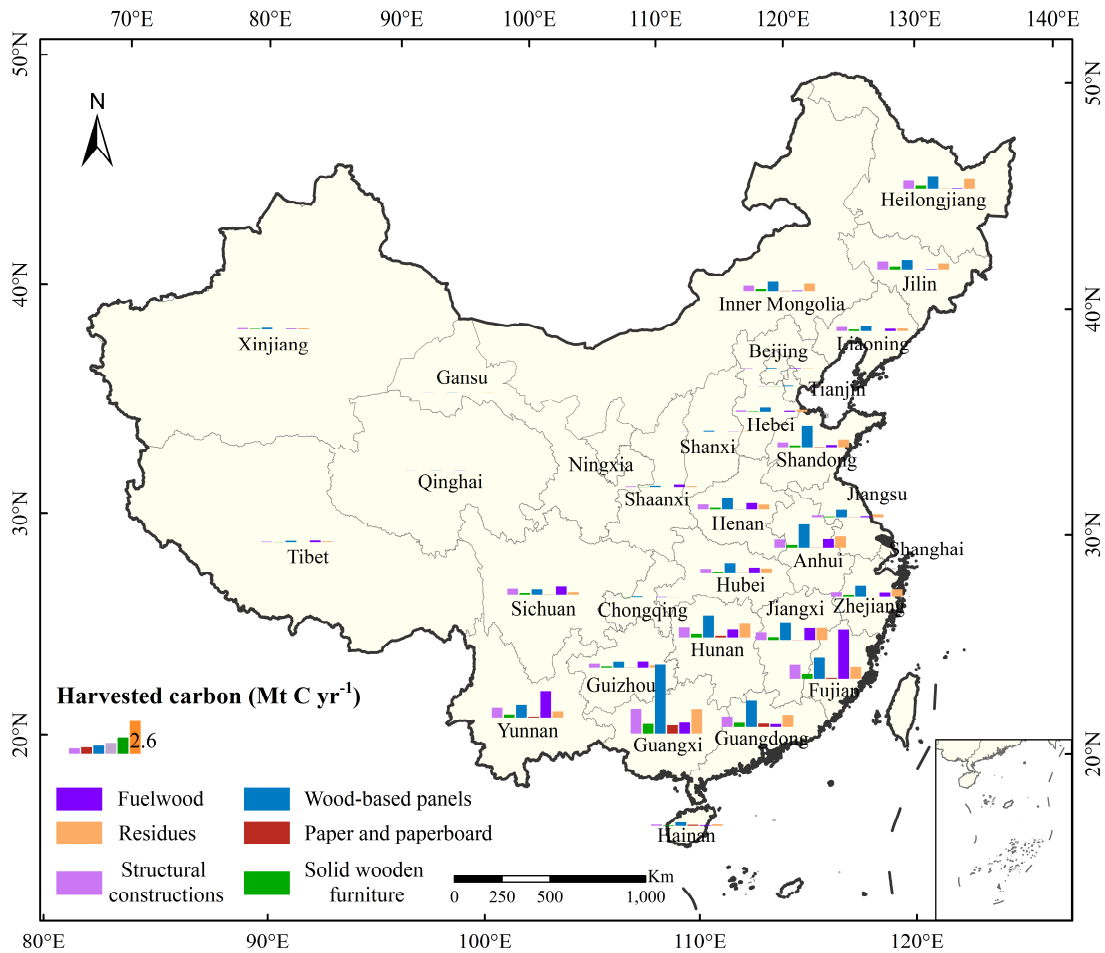 70°E 80°E 90°E 100°E 110°E 120°E 130°E 140°E
50°N
50°N
N
Heilongjiang
Jilin
40°N
Inner Mongolia
40°N
Xinjiang
Liaoning
Beijing
Gansu
Tianjin
Hebei
Shanxi
Shandong
Ningxia
Qinghai
Shaanxi
Jiangsu
30°N
Henan
30°N
Shanghai
Tibet
Anhui
Hubei
Sichuan
Chongqing
Jiangxi
Zhejiang
Hunan
Guizhou
Fujian
Harvested carbon (Mt C yr-1)
Yunnan
Guangxi
Guangdong
2.6
20°N
20°N
Fuelwood
Wood-based panels
Residues
Paper and paperboard
Hainan
Structural
constructions
Solid wooden
furniture
Km
0 250 500 1,000
80°E 90°E 100°E 110°E 120°E